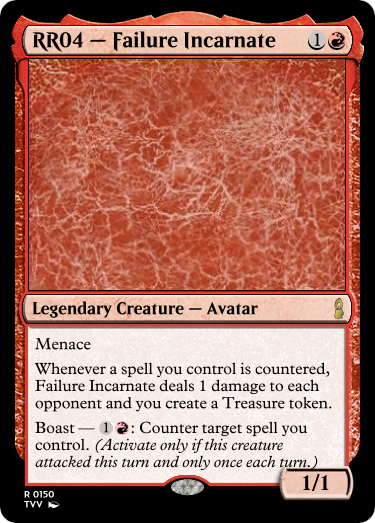 RR04 — Failure Incarnate 1
Legendary Creature — Avatar
Menace
Whenever a spell you control is countered,
Failure Incarnate deals 1 damage to each
opponent and you create a Treasure token.
Boast — 1 : Counter target spell you
control. (Activate only if this creature
attacked this turn and only once each turn.)
1/1
R 0150
TVV